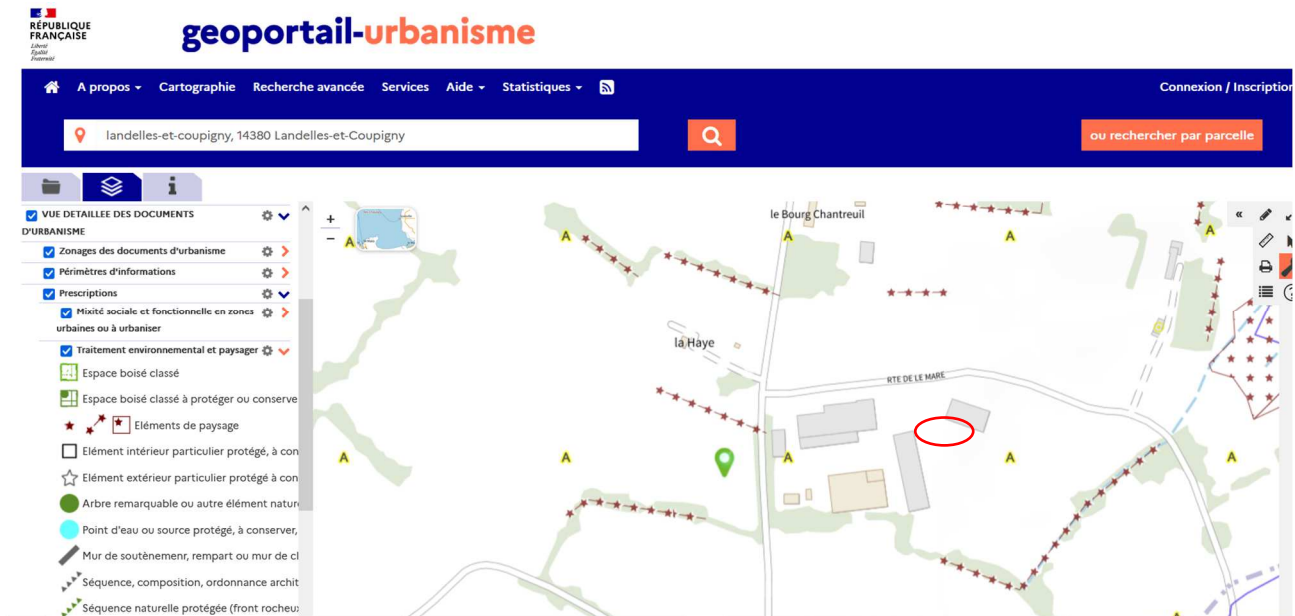 RÉPUBLIQUE
FRANÇAISE
Liberté
Égalité
Fraternité
geoportail-urbanisme
A propos
Cartographie
Recherche avancée
Services
Aide
Statistiques
Connexion / Inscription
landelles-et-coupigny, 14380 Landelles-et-Coupigny
ou rechercher par parcelle
VUE DETAILLEE DES DOCUMENTS
D'URBANISME
Zonages des documents d'urbanisme
Périmètres d'informations
Prescriptions
Mixité sociale et fonctionnelle en zones
urbaines ou à urbaniser
Traitement environnemental et paysager
Espace boisé classé
Espace boisé classé à protéger ou conserve
Eléments de paysage
Elément intérieur particulier protégé, à con
Elément extérieur particulier protégé à con
Arbre remarquable ou autre élément nature
Point d'eau ou source protégé, à conserver,
Mur de soutènemenr, rempart ou mur de cl
Séquence, composition, ordonnance archit
Séquence naturelle protégée (front rocheux
+
−
«
le Bourg Chantreuil
A
A
A
A
A
la Haye
RTE DE LE MARE
A
A
A
A
A
A